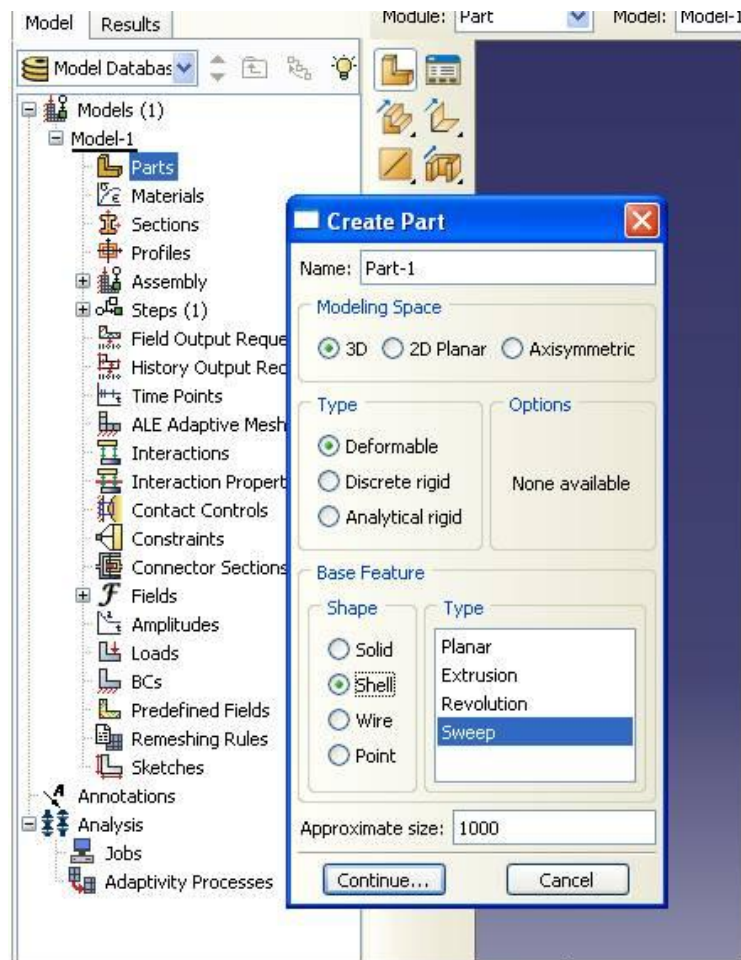 Model Results
Module: Part Model: Model-1
Model Databas
Models (1)
Model-1
Parts
Materials
Sections
Profiles
Assembly
Steps (1)
Field Output Reque
History Output Rec
Time Points
ALE Adaptive Mesh
Interactions
Interaction Propert
Contact Controls
Constraints
Connector Sections
Fields
Amplitudes
Loads
BCs
Predefined Fields
Remeshing Rules
Sketches
Annotations
Analysis
Jobs
Adaptivity Processes
Create Part
Name: Part-1
Modeling Space
3D 2D Planar Axisymmetric
Type
Deformable
Discrete rigid
Analytical rigid
Options
None available
Base Feature
Shape
Solid
Shell
Wire
Point
Type
Planar
Extrusion
Revolution
Sweep
Approximate size: 1000
Continue... Cancel